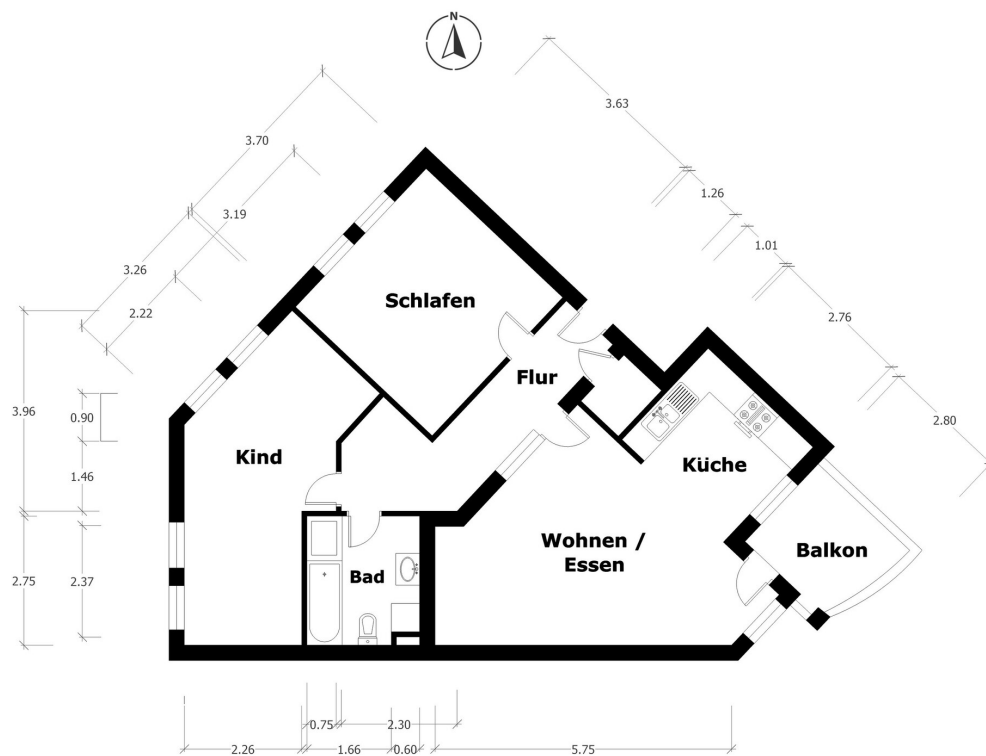 N
3.63
3.70
1.26
3.19
1.01
3.26
2.22
2.76
Schlafen
Flur
3.96
0.90
2.80
Kind
Küche
1.46
Wohnen /
Essen
Balkon
Bad
2.75
2.37
0.75
2.30
2.26
1.66
0.60
5.75